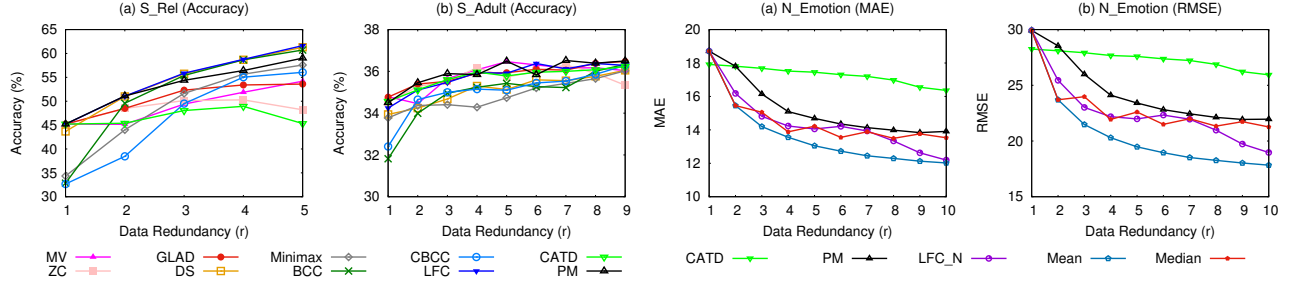 (a) S_Rel (Accuracy)
Accuracy (%)
65
60
55
50
45
40
35
30
1 2 3 4 5
Data Redundancy (r)
(b) S_Adult (Accuracy)
Accuracy (%)
38
36
34
32
30
1 2 3 4 5 6 7 8 9
Data Redundancy (r)
MV GLAD Minimax CBCC CATD
ZC DS BCC LFC PM
(a) N_Emotion (MAE)
MAE
20
18
16
14
12
10
1 2 3 4 5 6 7 8 9 10
Data Redundancy (r)
(b) N_Emotion (RMSE)
RMSE
30
25
20
15
1 2 3 4 5 6 7 8 9 10
Data Redundancy (r)
CATD PM LFC_N Mean Median